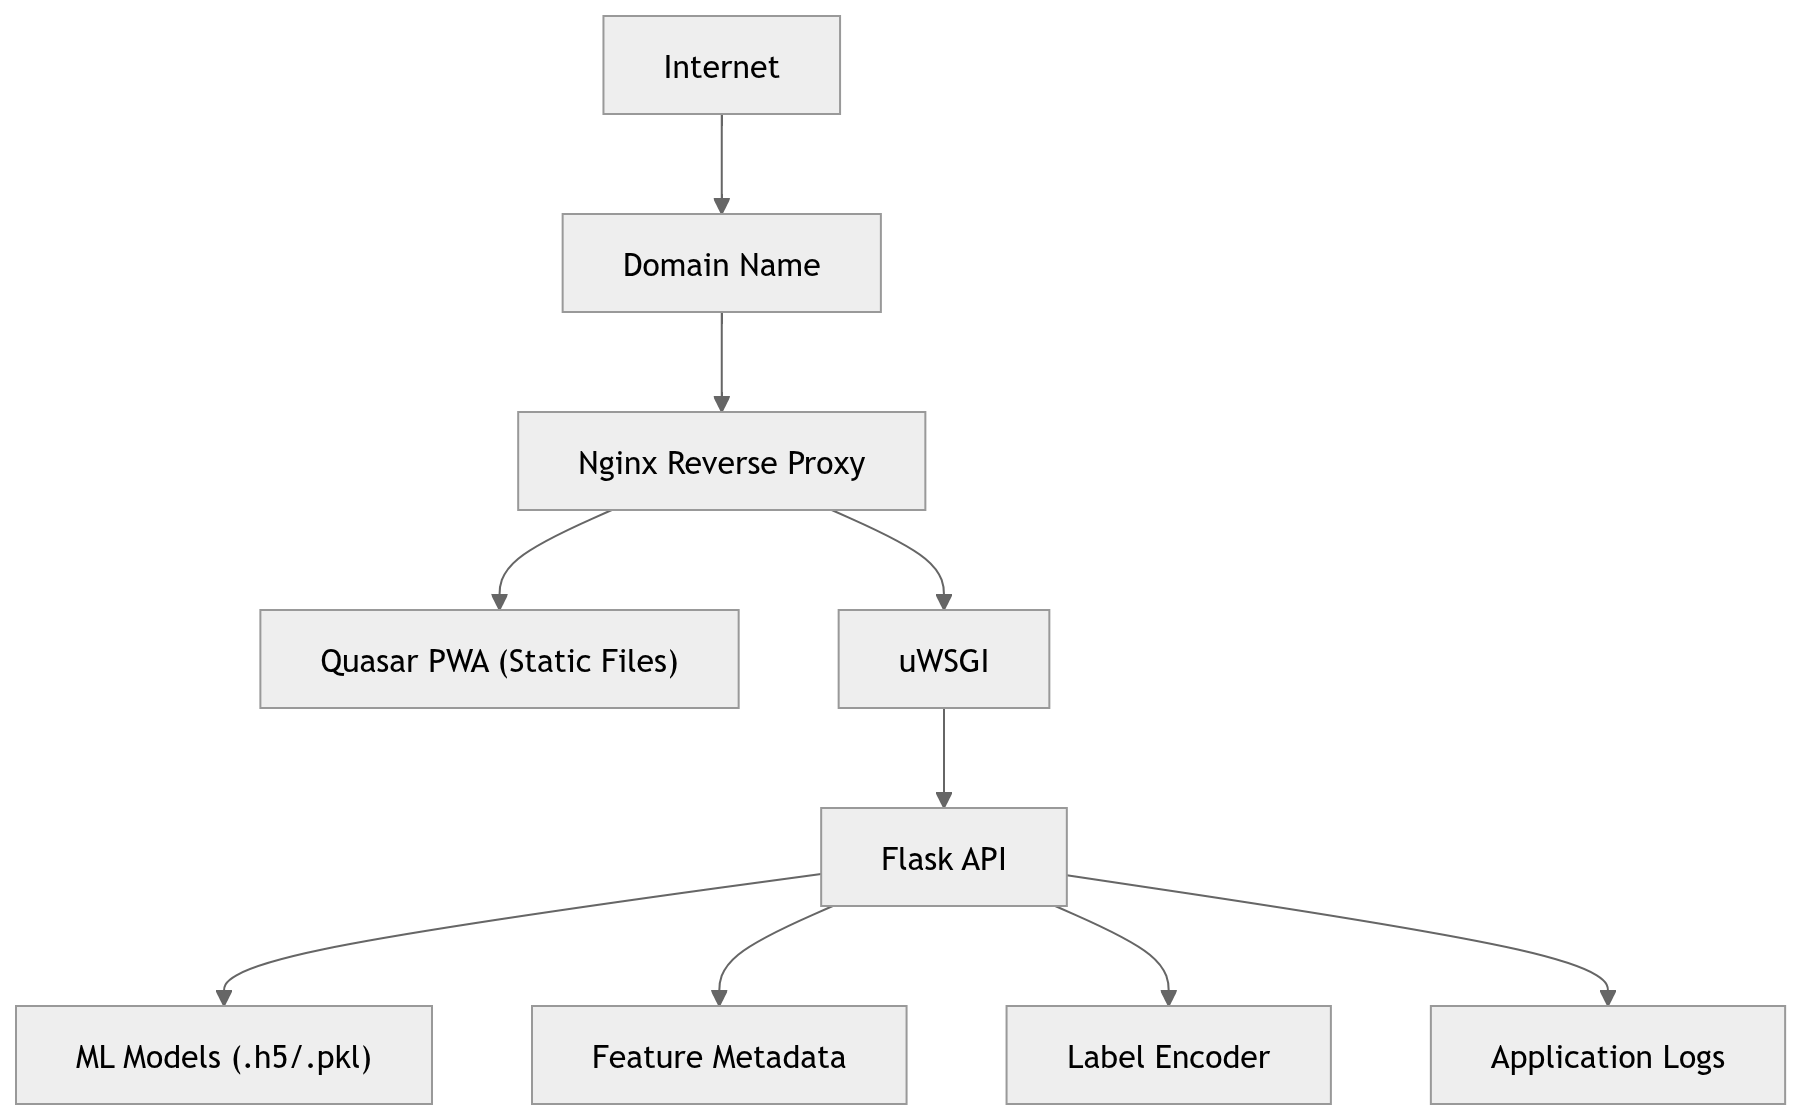 Internet
Domain Name
Nginx Reverse Proxy
Quasar PWA (Static Files)
uWSGI
Flask API
ML Models (.h5/.pkl)
Feature Metadata
Label Encoder
Application Logs